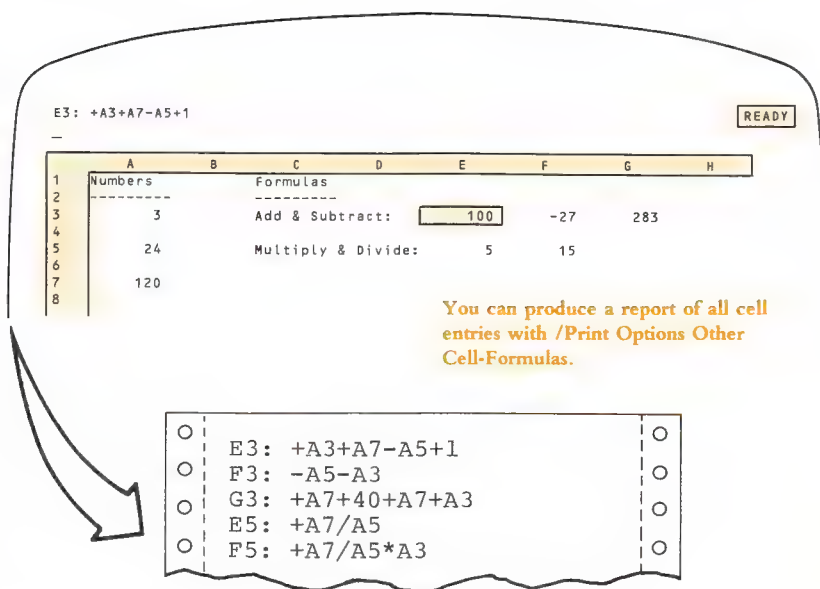 E3: +A3+A7-A5+1 READY
A B C D E F G H
1 Numbers Formulas
2 --------- ----------
3 3 Add & Subtract: 100 -27 283
4
5 24 Multiply & Divide: 5 15
6
7 120
8
You can produce a report of all cell
entries with /Print Options Other
Cell-Formulas.
E3: +A3+A7-A5+1
F3: -A5-A3
G3: +A7+40+A7+A3
E5: +A7/A5
F5: +A7/A5*A3